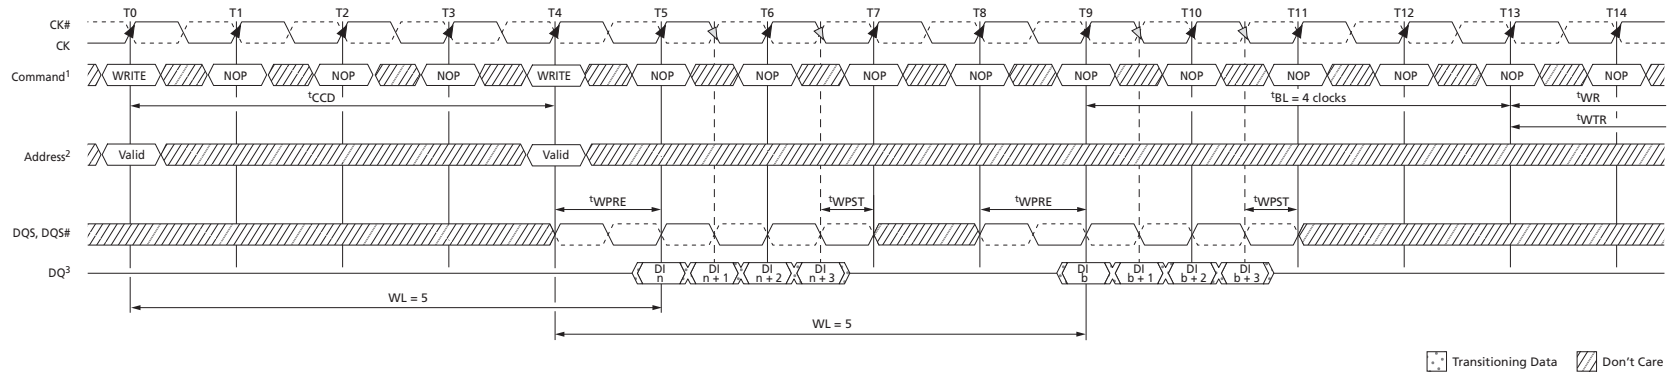 T0 T1 T2 T3 T4 T5 T6 T7 T8 T9 T10 T11 T12 T13 T14
CK#
CK
Command1 WRITE NOP NOP NOP WRITE NOP NOP NOP NOP NOP NOP NOP NOP NOP NOP
tCCD tBL = 4 clocks tWR
tWTR
Address2 Valid Valid
tWPRE tWPST tWPRE tWPST
DQS, DQS#
DQ3 DI n DI n + 1 DI n + 2 DI n + 3 DI b DI b + 1 DI b + 2 DI b + 3
WL = 5
WL = 5
Transitioning Data Don't Care